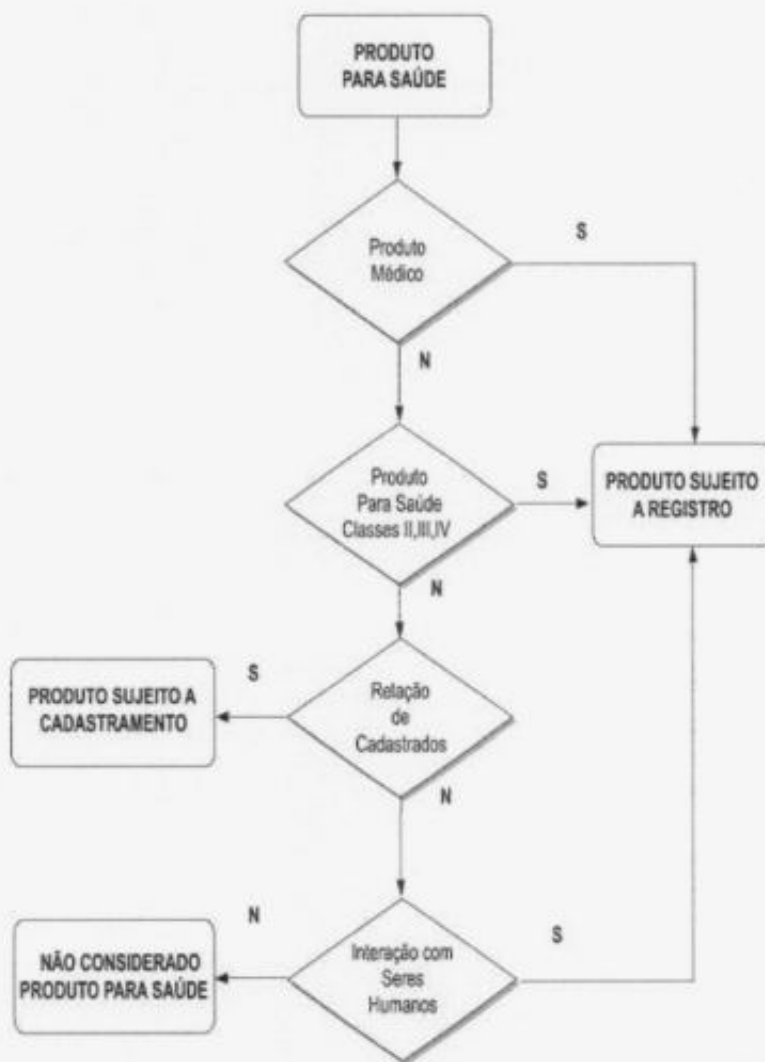 PRODUTO
PARA SAÚDE
Produto
Médico
S
N
Produto
Para Saúde
Classes II,III,IV
S
PRODUTO SUJEITO
A REGISTRO
N
PRODUTO SUJEITO A
CADASTRAMENTO
S
Relação
de
Cadastrados
N
NÃO CONSIDERADO
PRODUTO PARA SAÚDE
N
Interação com
Seres
Humanos
S